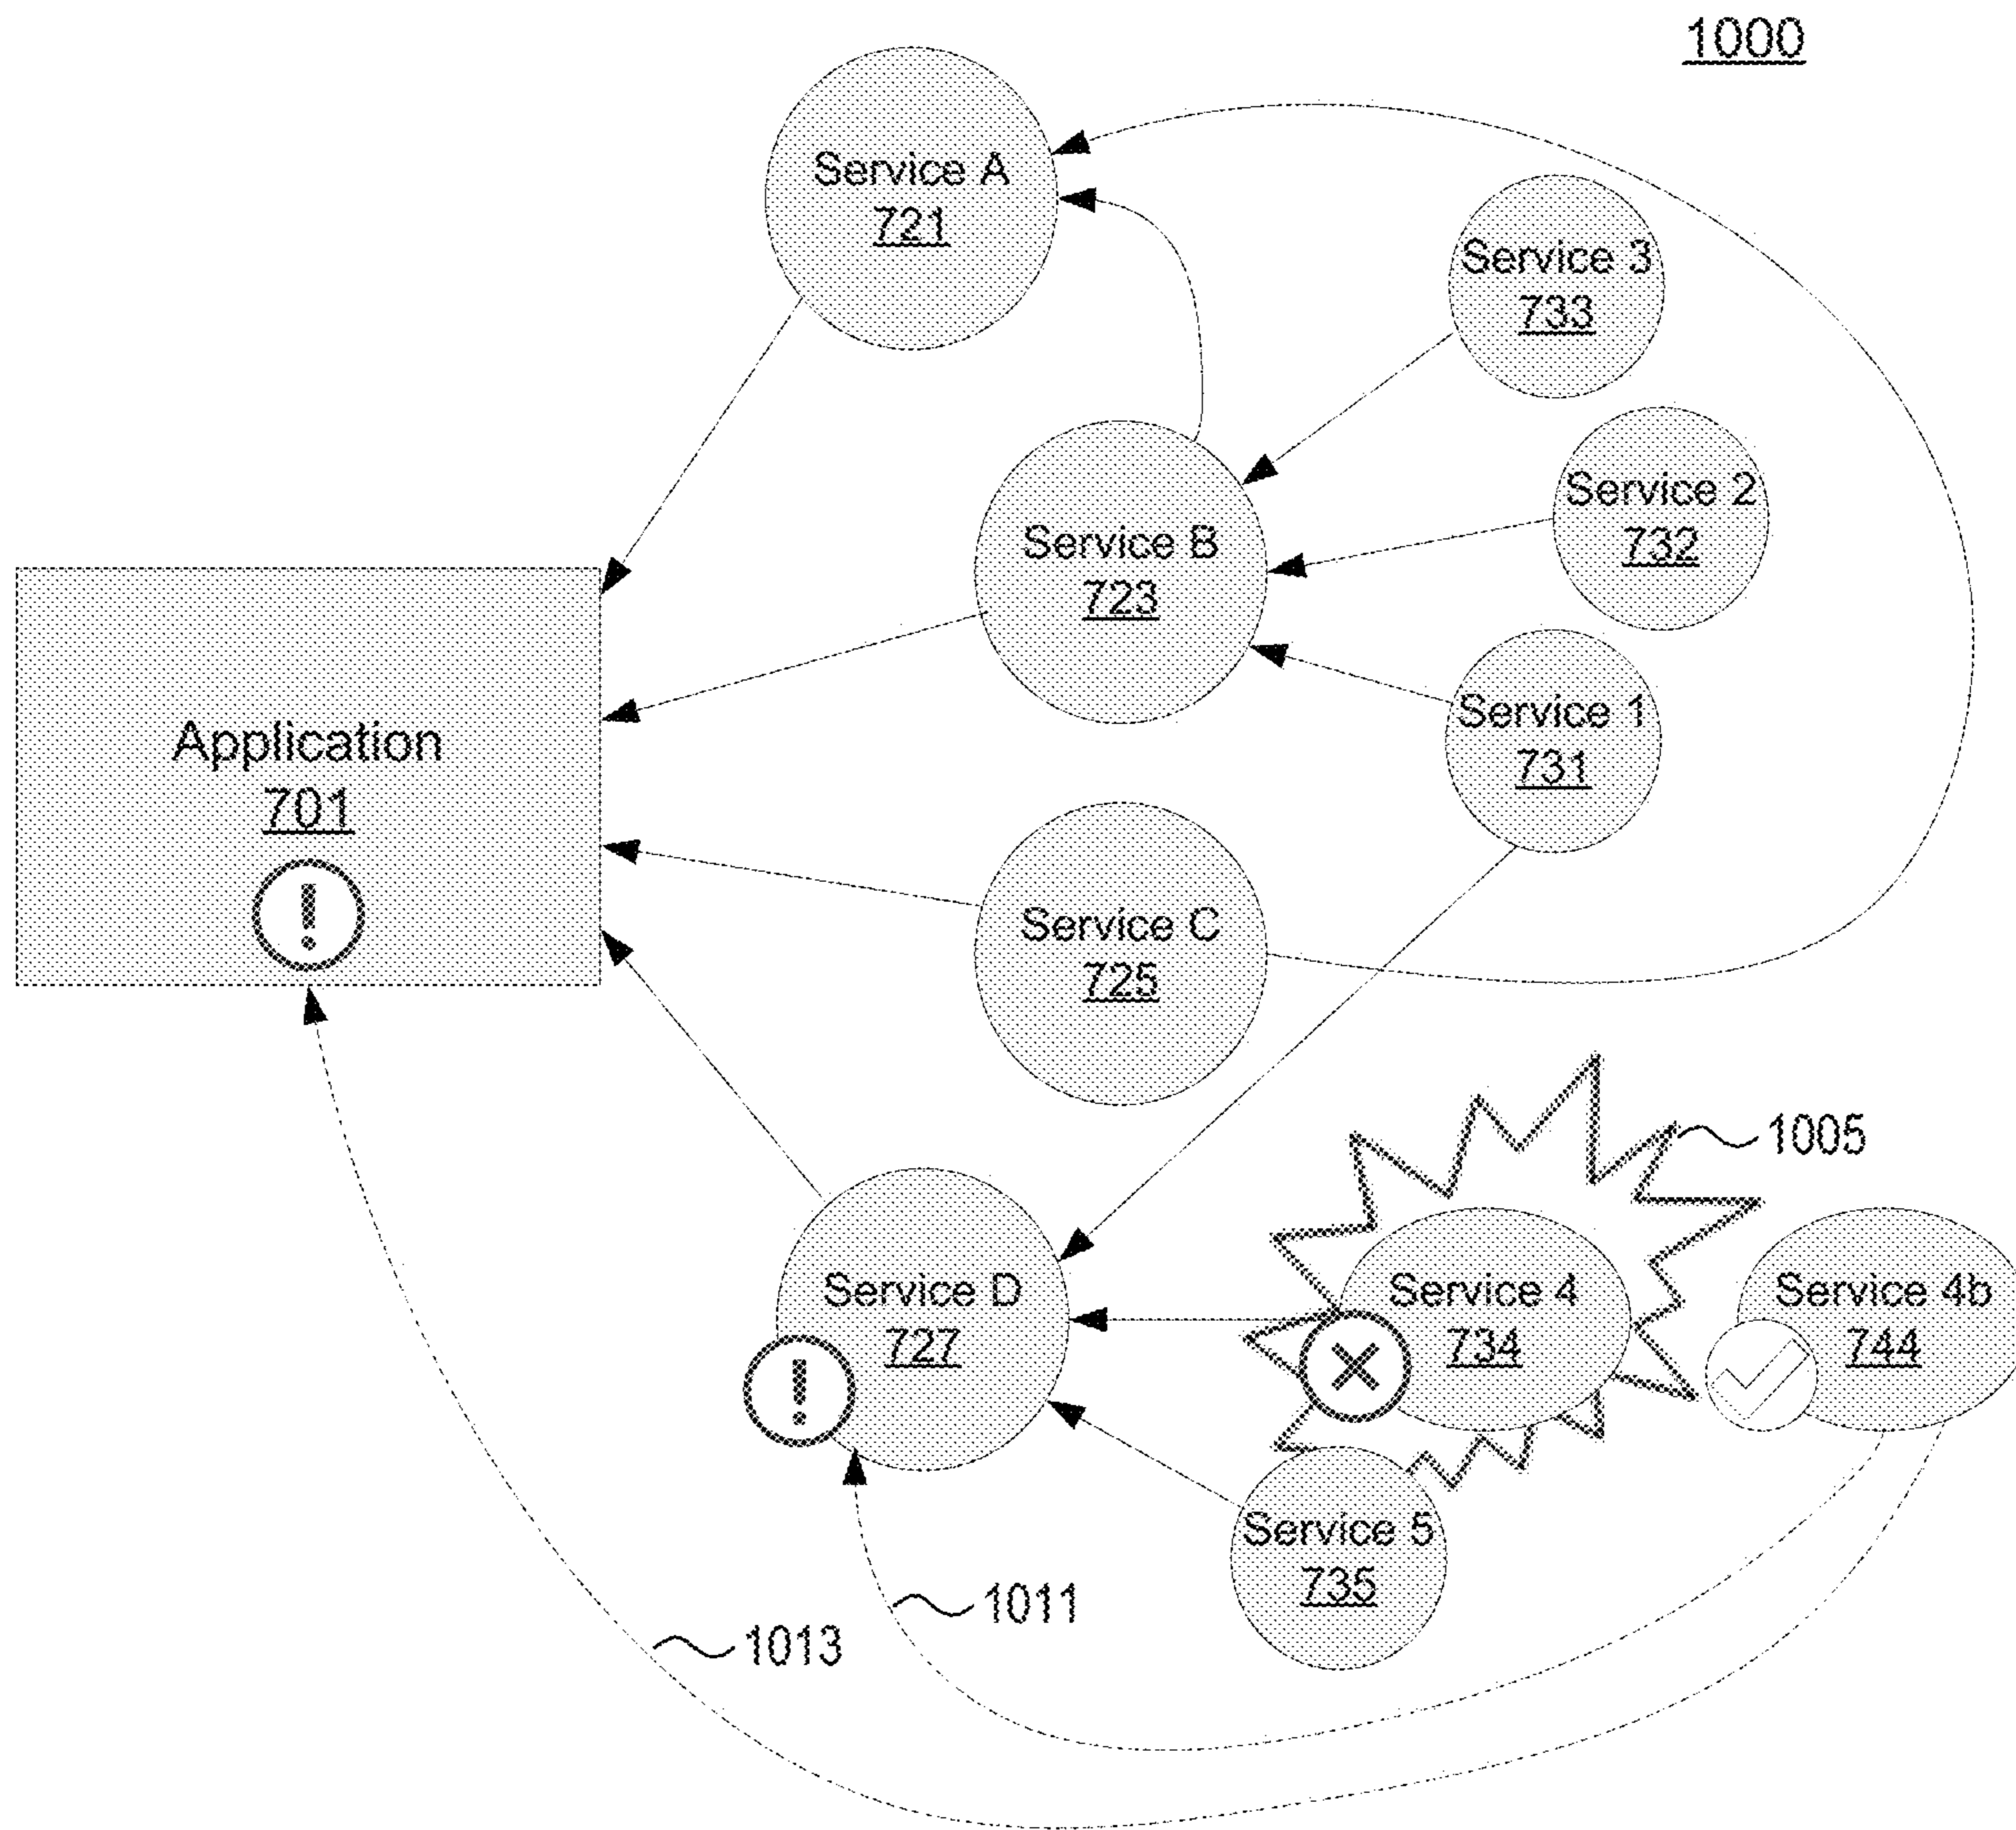 1000
Service A
721
Service 3
733
Service 2
732
Service B
723
Service 1
731
Application
701
!
Service C
725
1005
Service D
727
!
Service 4
734
Service 4b
744
Service 5
735
1011
1013